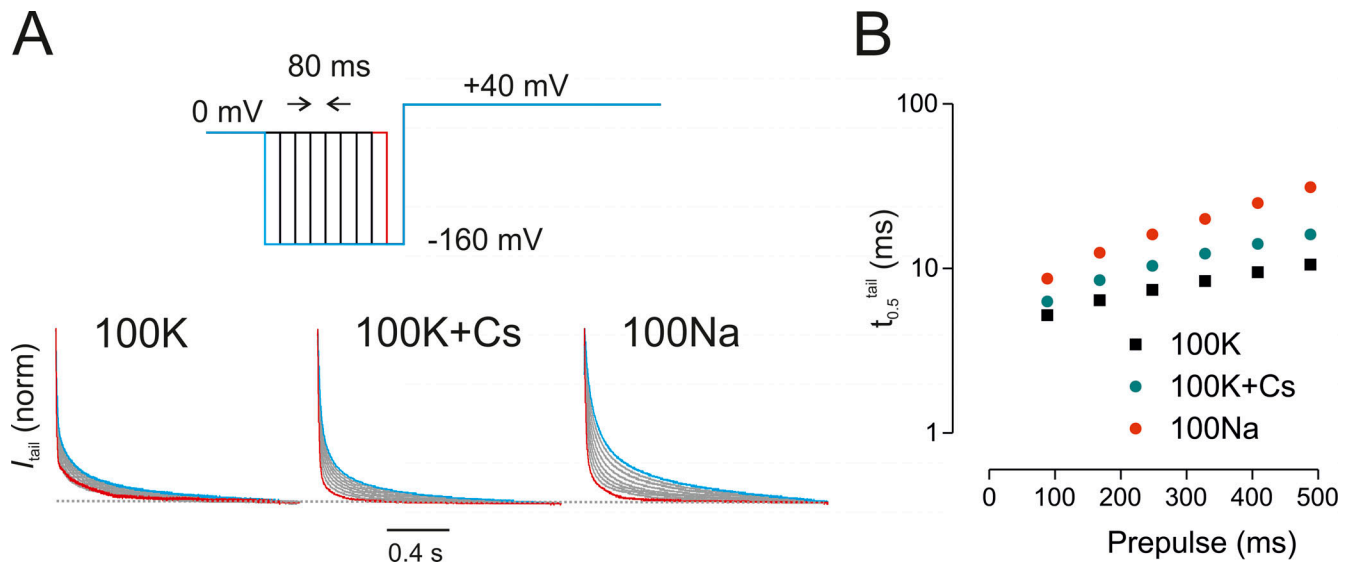 A
80 ms
0 mV
+40 mV
-160 mV
100K
100K+Cs
100Na
Itail (norm)
0.4 s
B
t0.5tail (ms)
100
10
1
100K
100K+Cs
100Na
0 100 200 300 400 500
Prepulse (ms)